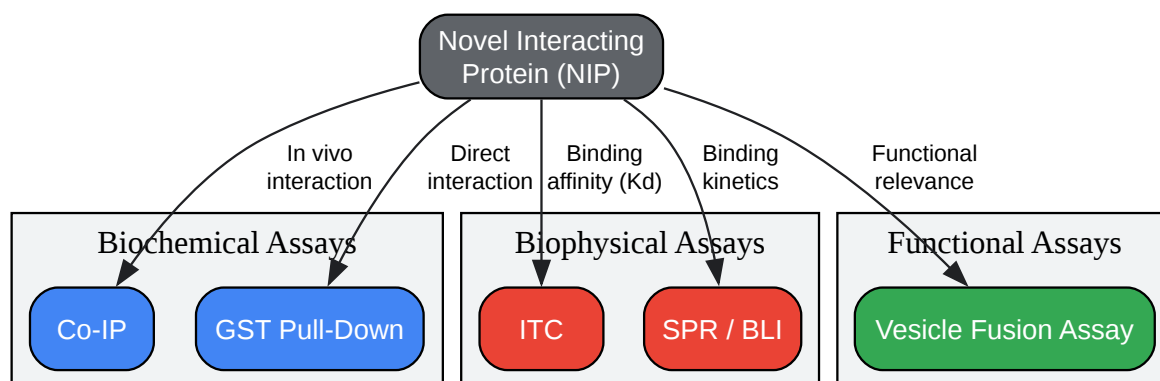 Novel Interacting
Protein (NIP)
In vivo
interaction
Direct
interaction
Binding
affinity (Kd)
Binding
kinetics
Functional
relevance
Biochemical Assays
Biophysical Assays
Functional Assays
Co-IP
GST Pull-Down
ITC
SPR / BLI
Vesicle Fusion Assay